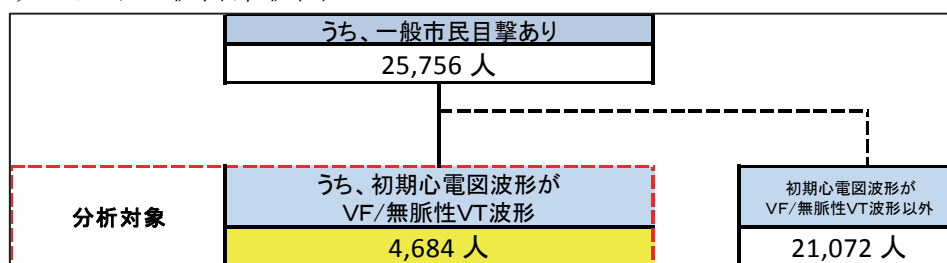 うち、一般市民目撃あり
25,756 人
分析対象
うち、初期心電図波形が
VF/無脈性VT波形
4,684 人
初期心電図波形が
VF/無脈性VT波形以外
21,072 人